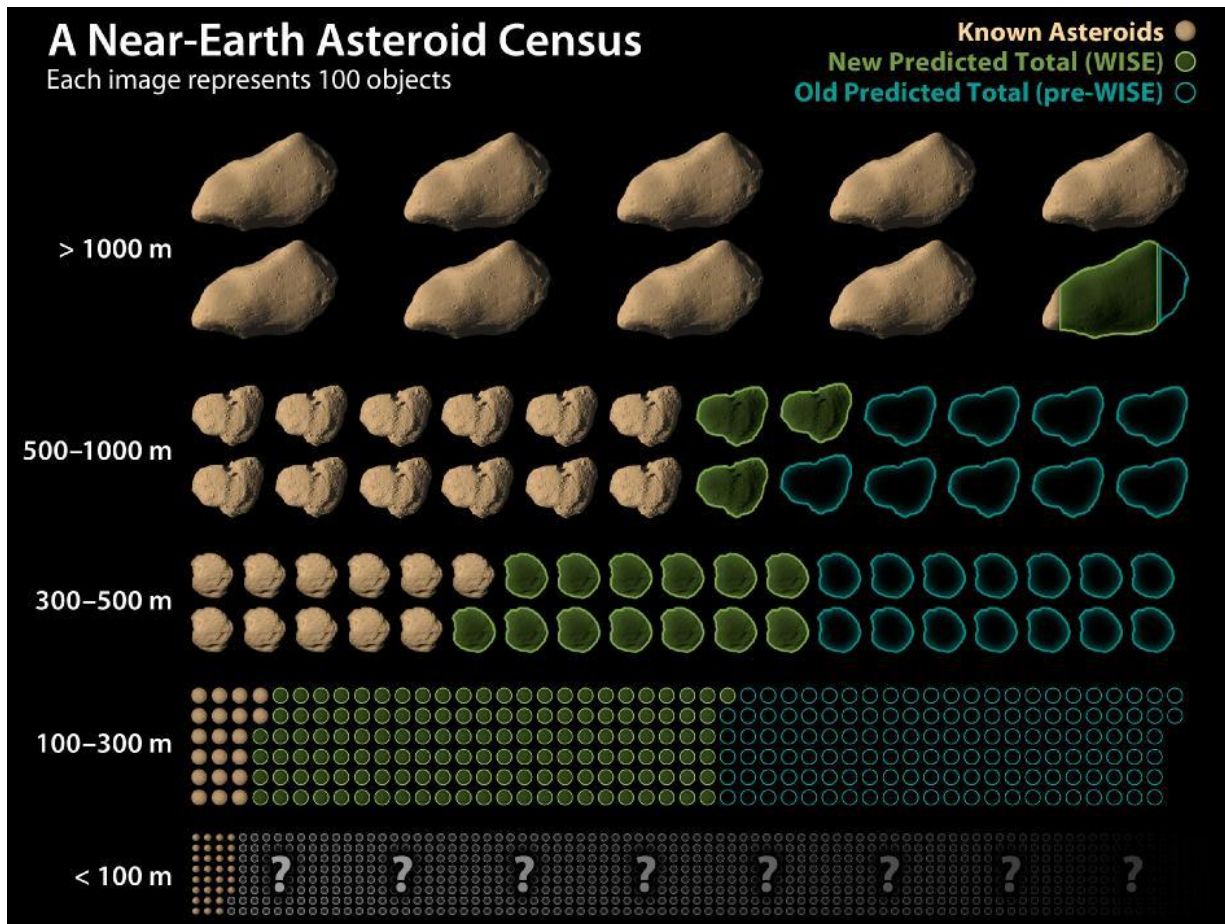 A Near-Earth Asteroid Census
Each image represents 100 objects
Known Asteroids
New Predicted Total (WISE)
Old Predicted Total (pre-WISE)
> 1000 m
500–1000 m
300–500 m
100–300 m
< 100 m
? ? ? ? ? ? ? ?